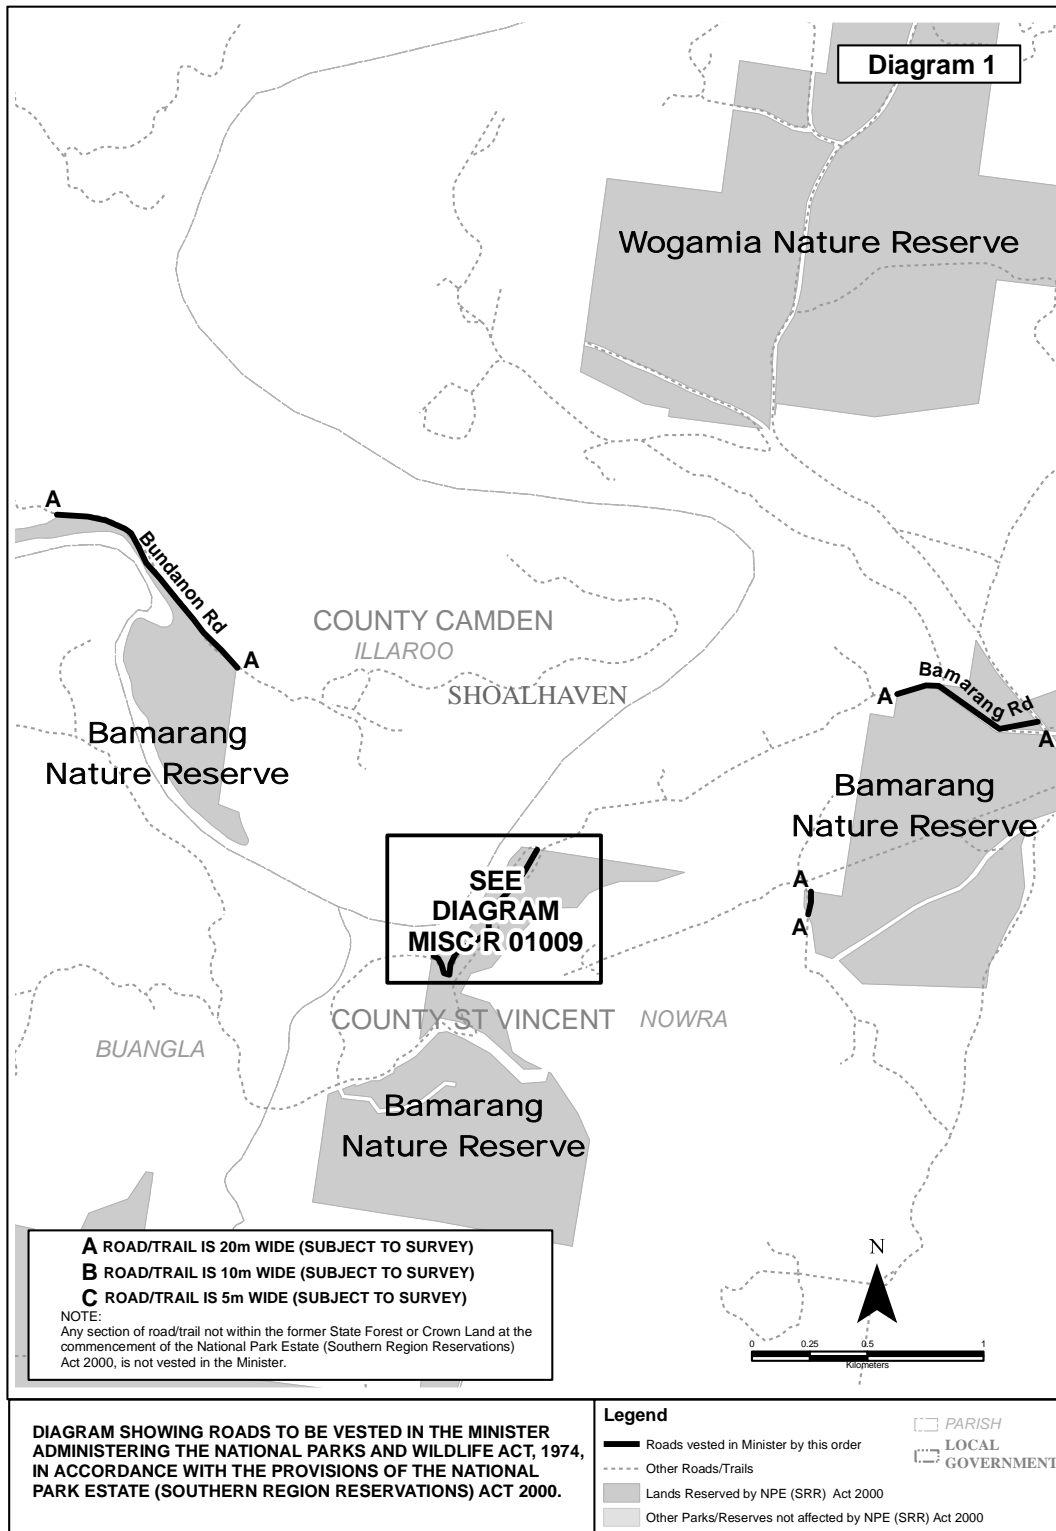 Diagram 1
Wogamia Nature Reserve
A
Bundanon Rd
A
COUNTY CAMDEN
ILLAROO
SHOALHAVEN
A
Bamarang Rd
A
Bamarang
Nature Reserve
Bamarang
Nature Reserve
A
A
SEE
DIAGRAM
MISC R 01009
COUNTY ST VINCENT
NOWRA
BUANGLA
Bamarang
Nature Reserve
A ROAD/TRAIL IS 20m WIDE (SUBJECT TO SURVEY)
B ROAD/TRAIL IS 10m WIDE (SUBJECT TO SURVEY)
C ROAD/TRAIL IS 5m WIDE (SUBJECT TO SURVEY)
NOTE:
Any section of road/trail not within the former State Forest or Crown Land at the
commencement of the National Park Estate (Southern Region Reservations)
Act 2000, is not vested in the Minister.
N
0 0.25 0.5 1
Kilometers
DIAGRAM SHOWING ROADS TO BE VESTED IN THE MINISTER
ADMINISTERING THE NATIONAL PARKS AND WILDLIFE ACT, 1974,
IN ACCORDANCE WITH THE PROVISIONS OF THE NATIONAL
PARK ESTATE (SOUTHERN REGION RESERVATIONS) ACT 2000.
Legend
Roads vested in Minister by this order
Other Roads/Trails
Lands Reserved by NPE (SRR) Act 2000
Other Parks/Reserves not affected by NPE (SRR) Act 2000
PARISH
LOCAL
GOVERNMENT